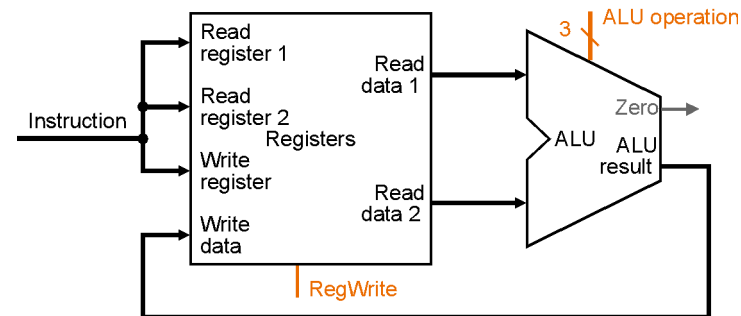 ALU operation
3
Read
register 1
Read
data 1
Read
register 2
Instruction
Registers
Zero
ALU
ALU
result
Write
register
Read
data 2
Write
data
RegWrite